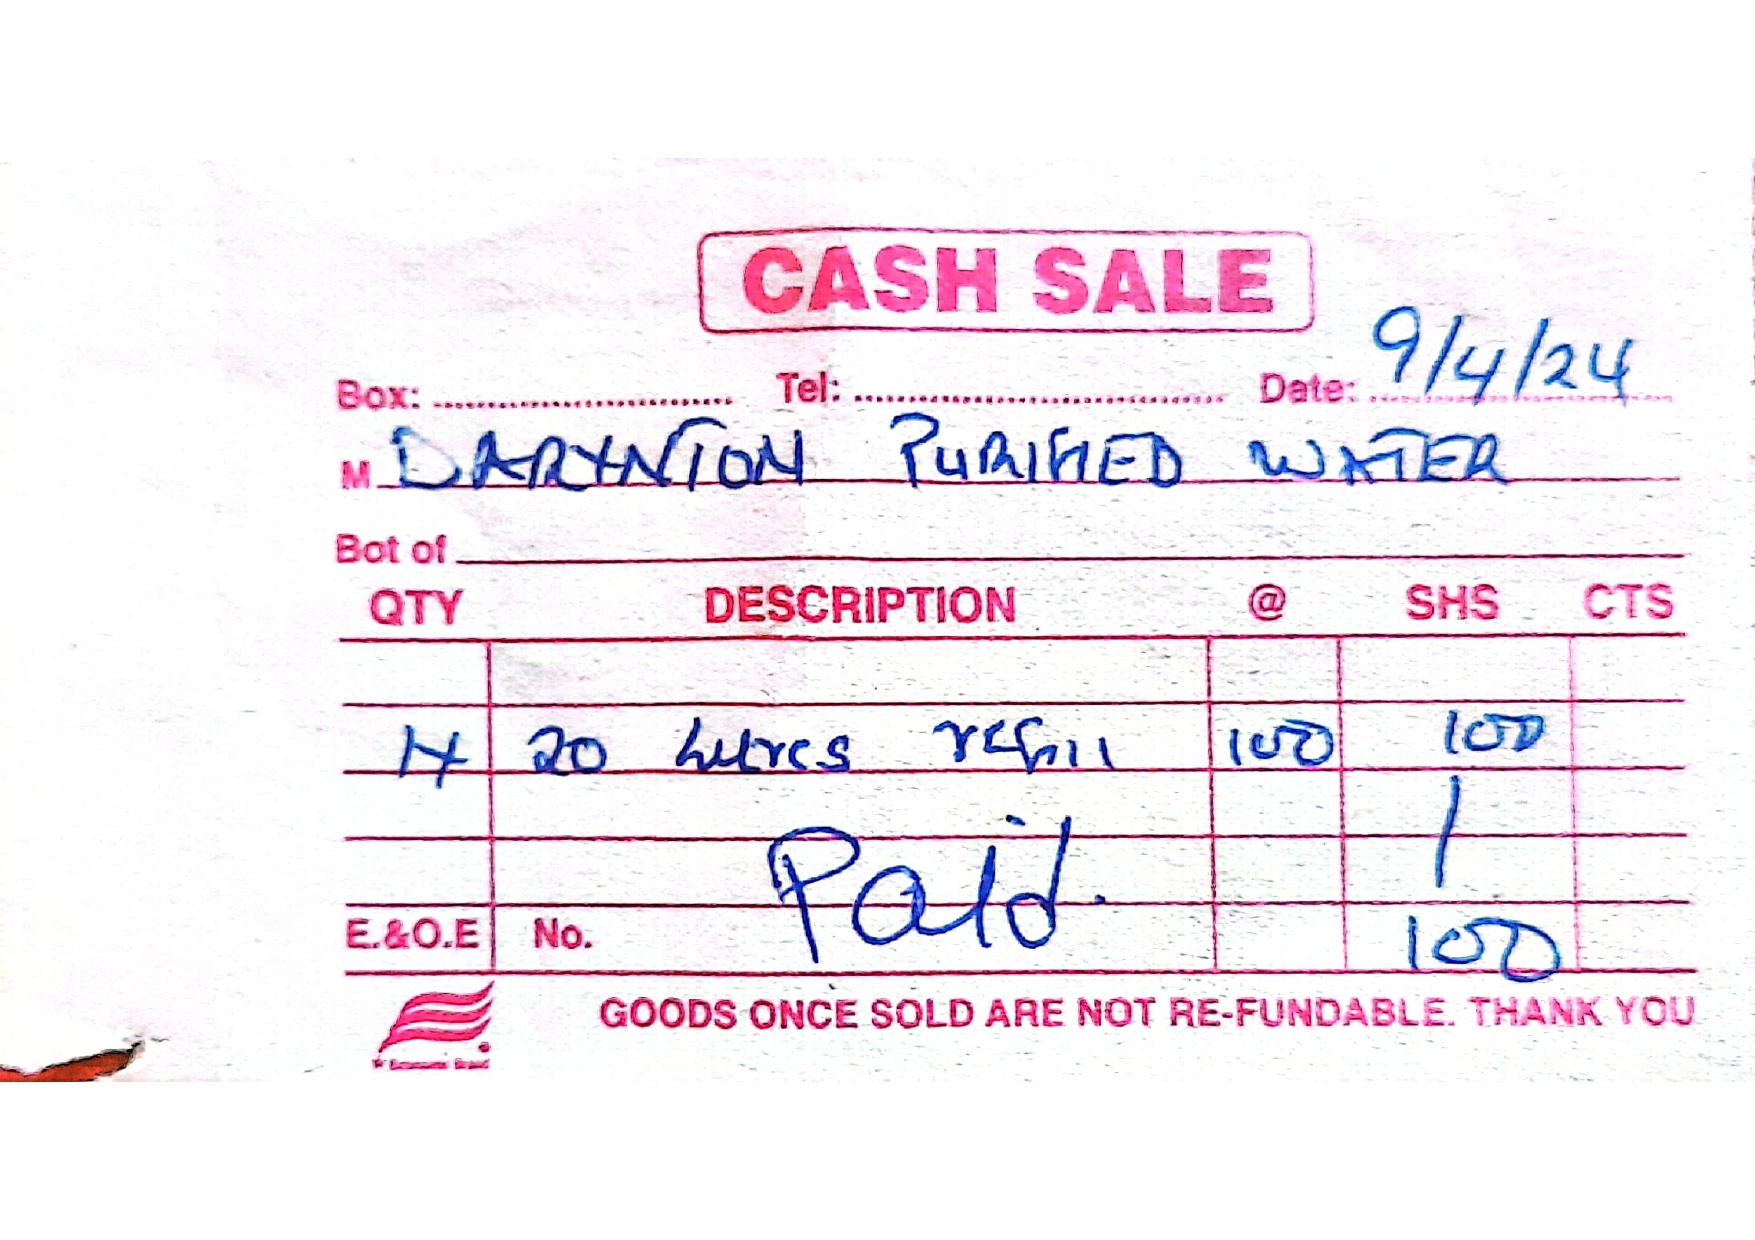 CASH SALE
Box: Tel: Date: 9/4/24
M DARYNTON PURIFIED WATER
Bot of
QTY DESCRIPTION @ SHS CTS
1x 20 Litres refill 100 100
Paid.
E.&O.E No. 100
GOODS ONCE SOLD ARE NOT RE-FUNDABLE. THANK YOU